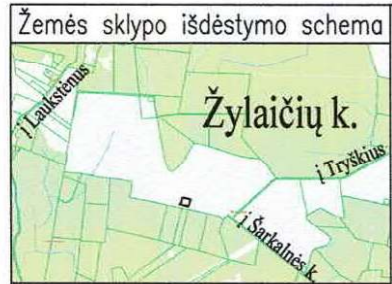 Žemės sklypo išdėstymo schema
į Laukstėnus
Žylaičių k.
į Tryškius
į Šarkalnės k.